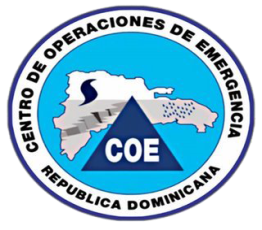 CENTRO DE OPERACIONES DE EMERGENCIA
COE
REPUBLICA DOMINICANA